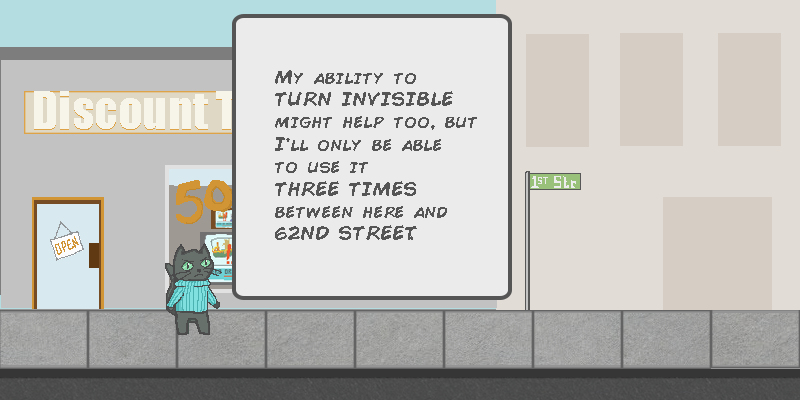 Discount T
50
OPEN
My ability to
TURN INVISIBLE
might help too, but
I'll only be able
to use it
THREE TIMES
between here and
62ND STREET
1st Str